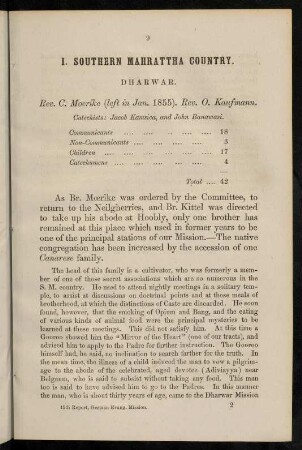 3
I. SOUTHERN MAHRATTHA COUNTRY.
DHARWAR.
Rev. C. Moerike (left in Jan. 1855). Rev. O. Kaufmann.
Catechists: Jacob Kamsica, and John Banawasi.
Communicants .... .... .... .... .... 18
Non-Communicants .... .... .... .... 3
Children .... .... .... .... .... 17
Catechumens .... .... .... .... .... 4
Total .... 42
As Br. Moerike was ordered by the Committee, to
return to the Neilgherries, and Br. Kittel was directed
to take up his abode at Hoobly, only one brother has
remained at this place which used in former years to be
one of the principal stations of our Mission.—The native
congregation has been increased by the accession of one
Canarese family.
The head of this family is a cultivator, who was formerly a mem-
ber of one of those secret associations which are so numerous in the
S. M. country. He used to attend nightly meetings in a solitary temp-
le, to assist at discussions on doctrinal points and at those meals of
brotherhood, at which the distinctions of Caste are discarded. He soon
found, however, that the smoking of Opium and Bang, and the eating
of various kinds of animal food were the principal mysteries to be
learned at these meetings. This did not satisfy him. At this time a
Gooroo showed him the “Mirror of the Heart” (one of our tracts), and
advised him to apply to the Padre for further instruction. The Gooroo
himself had, he said, no inclination to search farther for the truth. In
the mean time, the illness of a child induced the man to vow a pilgrim-
age to the abode of the celebrated, aged devotee (Adivayya) near
Belgaum, who is said to subsist without taking any food. This man
too is said to have advised him to go to the Padres. In this manner
the man, who is about thirty years of age, came to the Dharwar Mission
15th Report, German Evang. Mission.
2